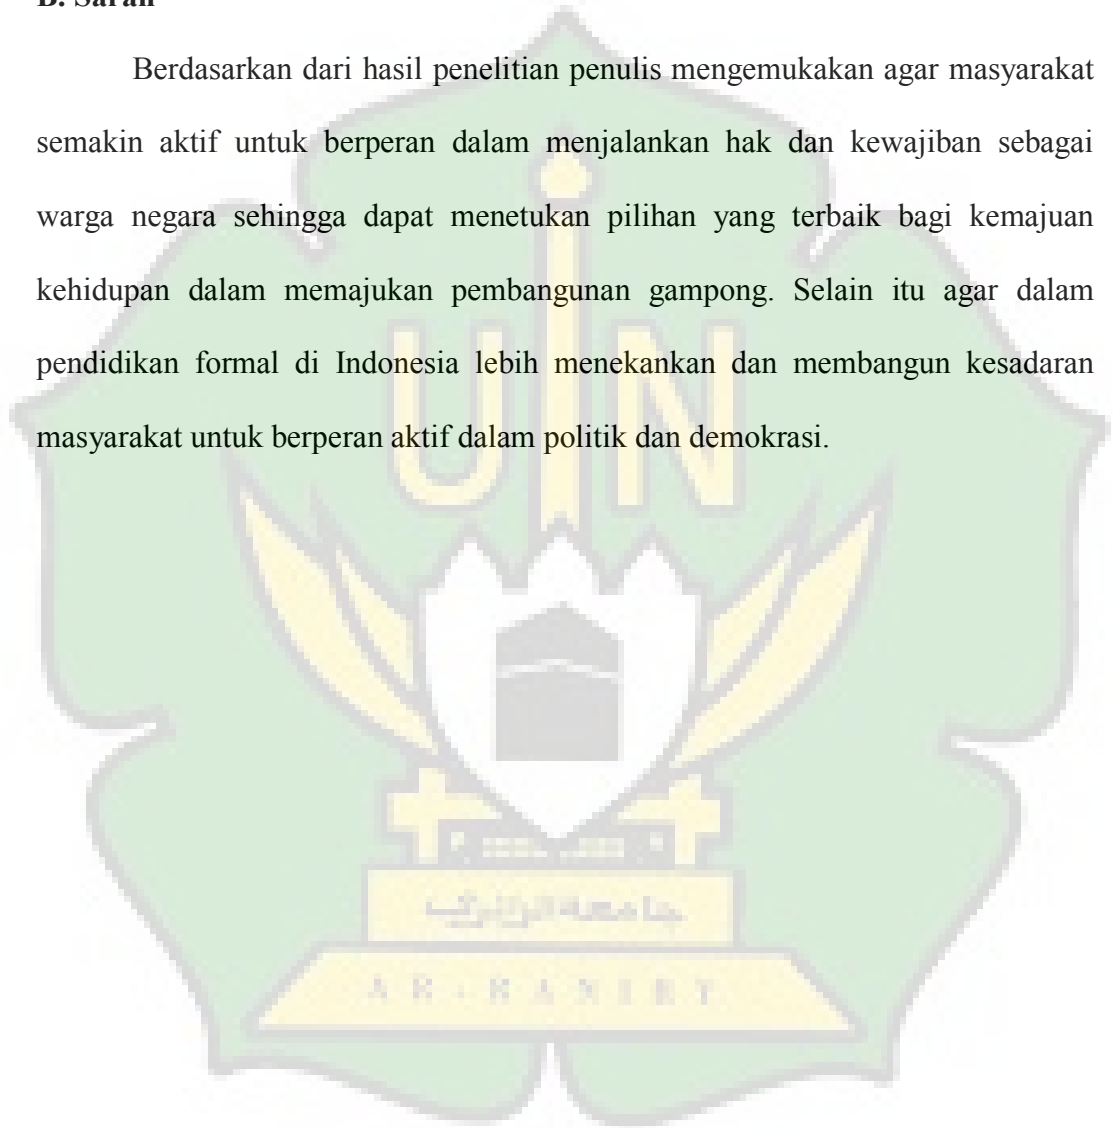 B. Saran
Berdasarkan dari hasil penelitian penulis mengemukakan agar masyarakat
semakin aktif untuk berperan dalam menjalankan hak dan kewajiban sebagai
warga negara sehingga dapat menetukan pilihan yang terbaik bagi kemajuan
kehidupan dalam memajukan pembangunan gampong. Selain itu agar dalam
pendidikan formal di Indonesia lebih menekankan dan membangun kesadaran
masyarakat untuk berperan aktif dalam politik dan demokrasi.
UIN
جامعة الرانيري
AR-RANIRY